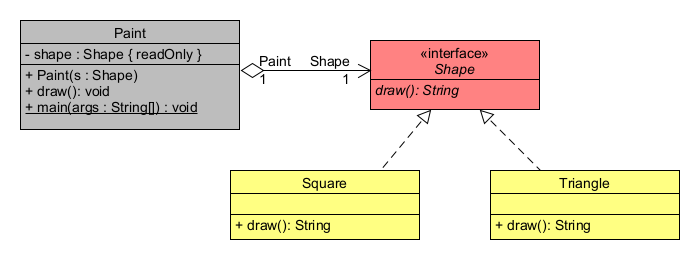 Paint
- shape : Shape { readOnly }
+ Paint(s : Shape)
+ draw(): void
+ main(args : String[]) : void
Paint Shape
1 1
«interface»
Shape
draw(): String
Square
+ draw(): String
Triangle
+ draw(): String